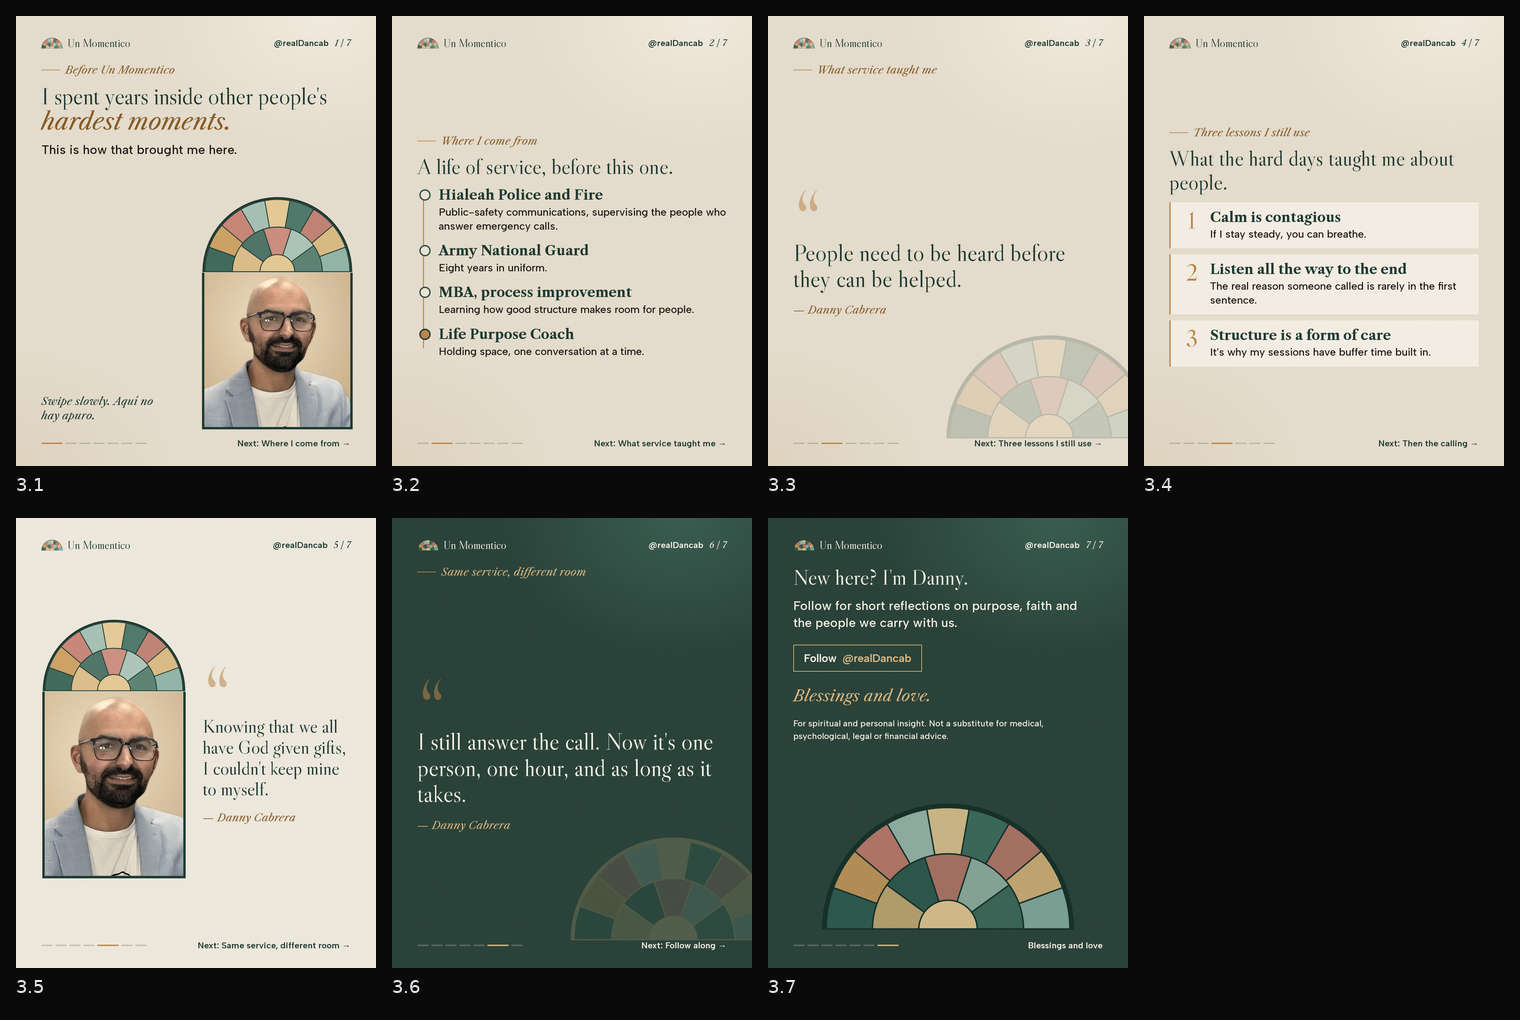 Un Momentico
@realDancab 1 / 7
Before Un Momentico
I spent years inside other people's
hardest moments.
This is how that brought me here.
Swipe slowly. Aquí no
hay apuro.
Next: Where I come from →
3.1
Un Momentico
@realDancab 2 / 7
Where I come from
A life of service, before this one.
Hialeah Police and Fire
Public-safety communications, supervising the people who
answer emergency calls.
Army National Guard
Eight years in uniform.
MBA, process improvement
Learning how good structure makes room for people.
Life Purpose Coach
Holding space, one conversation at a time.
Next: What service taught me →
3.2
Un Momentico
@realDancab 3 / 7
What service taught me
“
People need to be heard before
they can be helped.
— Danny Cabrera
Next: Three lessons I still use →
3.3
Un Momentico
@realDancab 4 / 7
Three lessons I still use
What the hard days taught me about
people.
1 Calm is contagious
If I stay steady, you can breathe.
2 Listen all the way to the end
The real reason someone called is rarely in the first
sentence.
3 Structure is a form of care
It's why my sessions have buffer time built in.
Next: Then the calling →
3.4
Un Momentico
@realDancab 5 / 7
“
Knowing that we all
have God given gifts,
I couldn't keep mine
to myself.
— Danny Cabrera
Next: Same service, different room →
3.5
Un Momentico
@realDancab 6 / 7
Same service, different room
“
I still answer the call. Now it's one
person, one hour, and as long as it
takes.
— Danny Cabrera
Next: Follow along →
3.6
Un Momentico
@realDancab 7 / 7
New here? I'm Danny.
Follow for short reflections on purpose, faith and
the people we carry with us.
Follow @realDancab
Blessings and love.
For spiritual and personal insight. Not a substitute for medical,
psychological, legal or financial advice.
Blessings and love
3.7